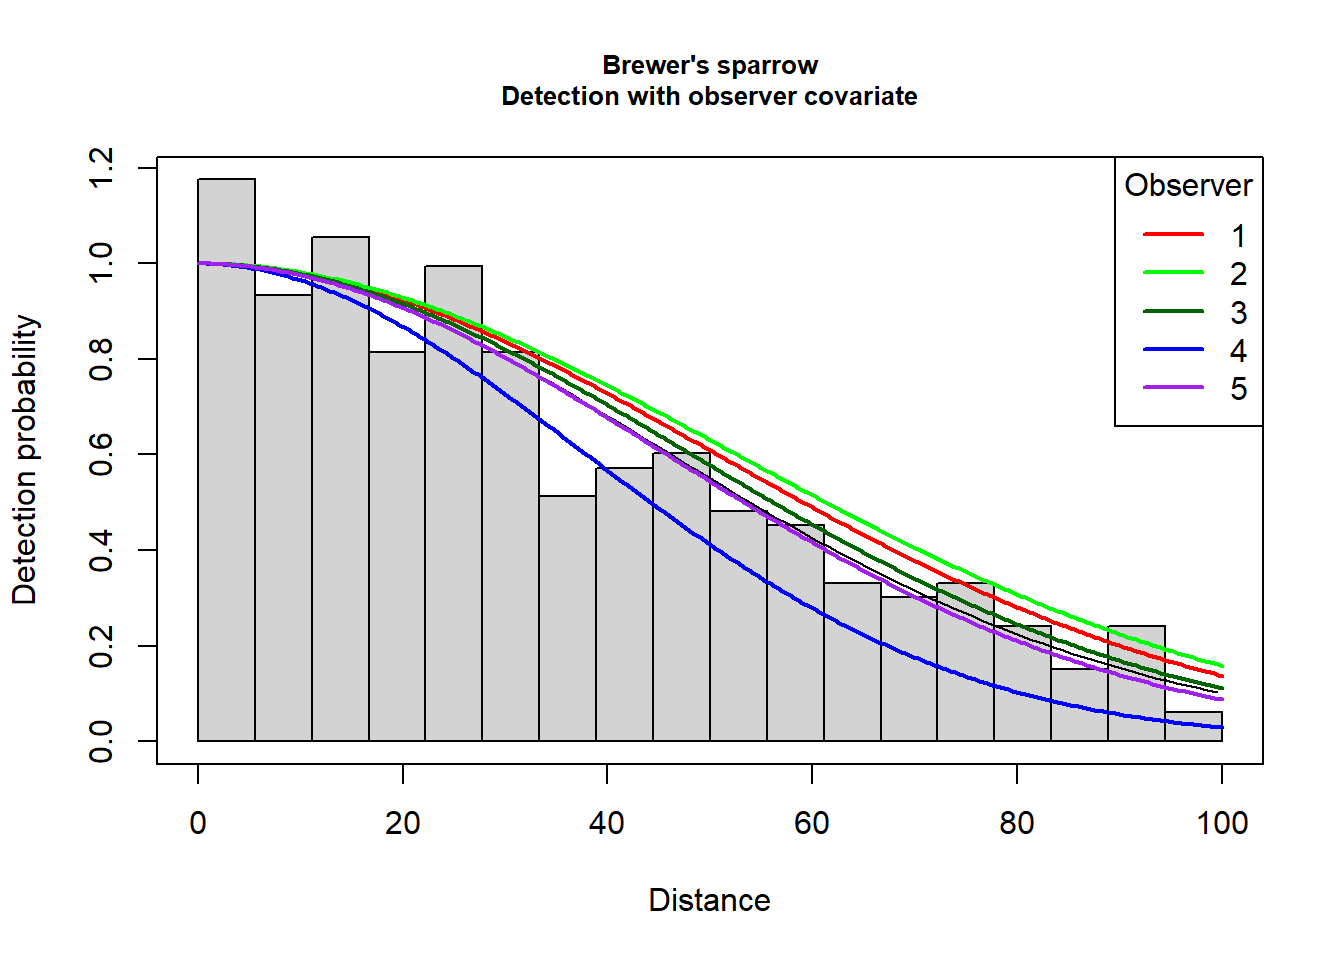 Brewer's sparrow
Detection with observer covariate
Detection probability
1.2
1.0
0.8
0.6
0.4
0.2
0.0
Observer
1
2
3
4
5
0 20 40 60 80 100
Distance